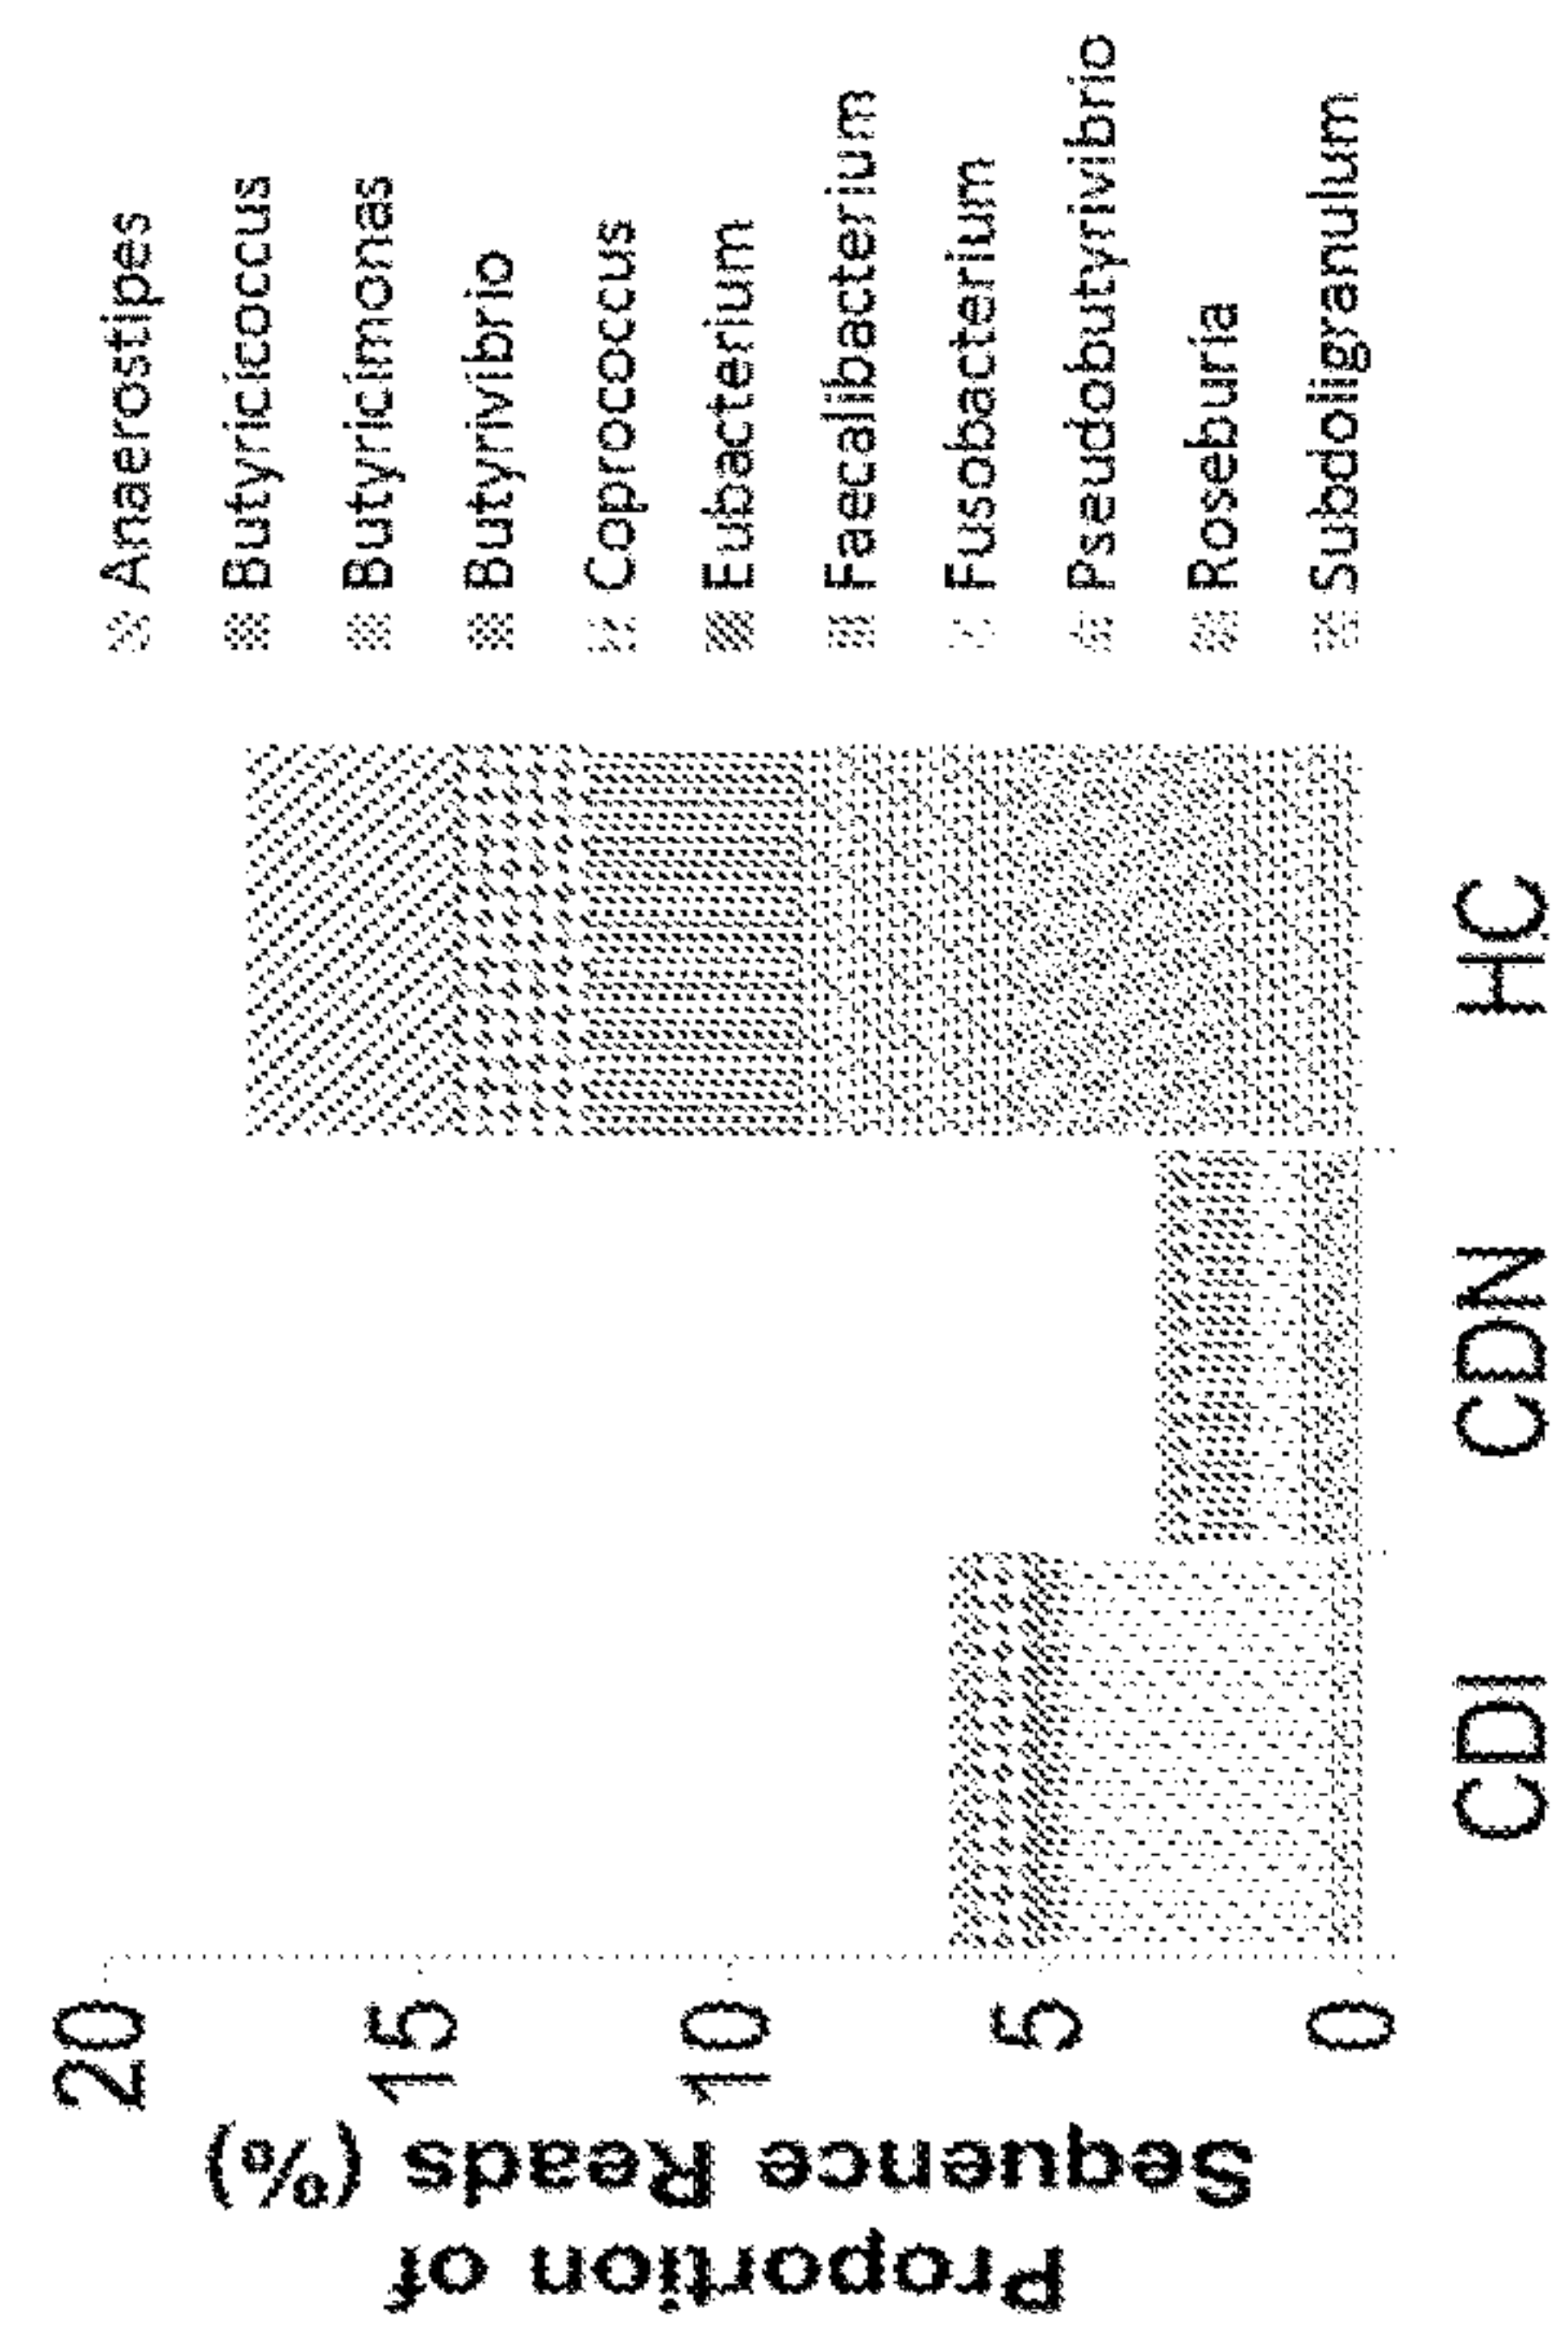 Proportion of
Sequence Reads (%)
20
15
10
5
0
CDI
CDN
HC
Anaerostipes
Butyricicoccus
Butyricimonas
Butyrivibrio
Coprococcus
Eubacterium
Faecalibacterium
Fusobacterium
Pseudobutyrivibrio
Roseburia
Subdoligranulum